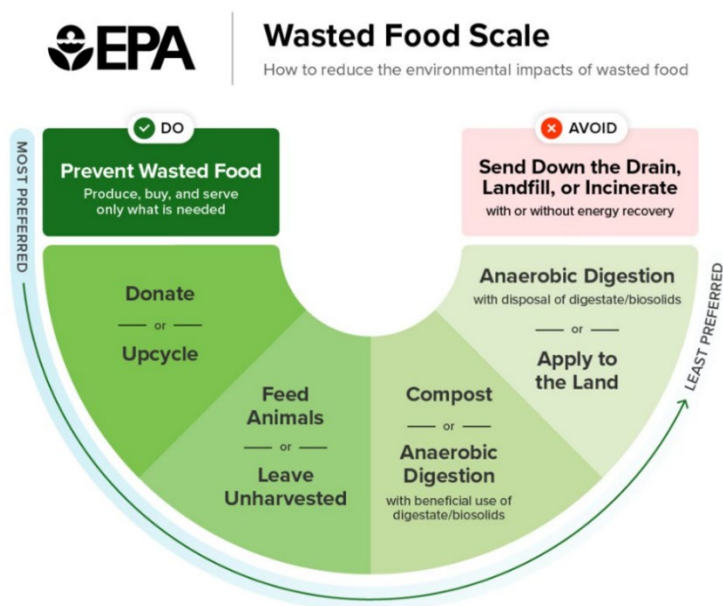 EPA
Wasted Food Scale
How to reduce the environmental impacts of wasted food
DO
Prevent Wasted Food
Produce, buy, and serve
only what is needed
AVOID
Send Down the Drain,
Landfill, or Incinerate
with or without energy recovery
MOST PREFERRED
Donate
or
Upcycle
Feed
Animals
or
Leave
Unharvested
Compost
or
Anaerobic
Digestion
with beneficial use of
digestate/biosolids
Anaerobic Digestion
with disposal of digestate/biosolids
or
Apply to
the Land
LEAST PREFERRED